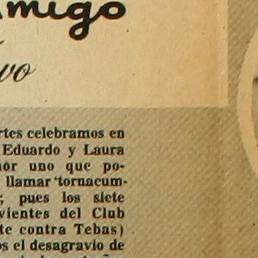 amigo
vo
rtes celebramos en
Eduardo y Laura
nor uno que po-
llamar "tornacum-
; pues los siete
vientes del Club
te contra Tebas)
os el desagravio de